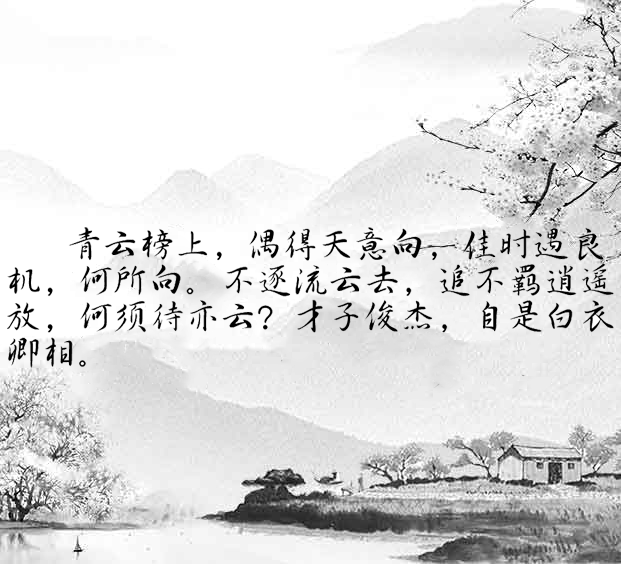 青云榜上，偶得天意向，佳时遇良
机，何所向。不逐流云去，追不羁逍遥
放，何须待亦云？才子俊杰，自是白衣
卿相。